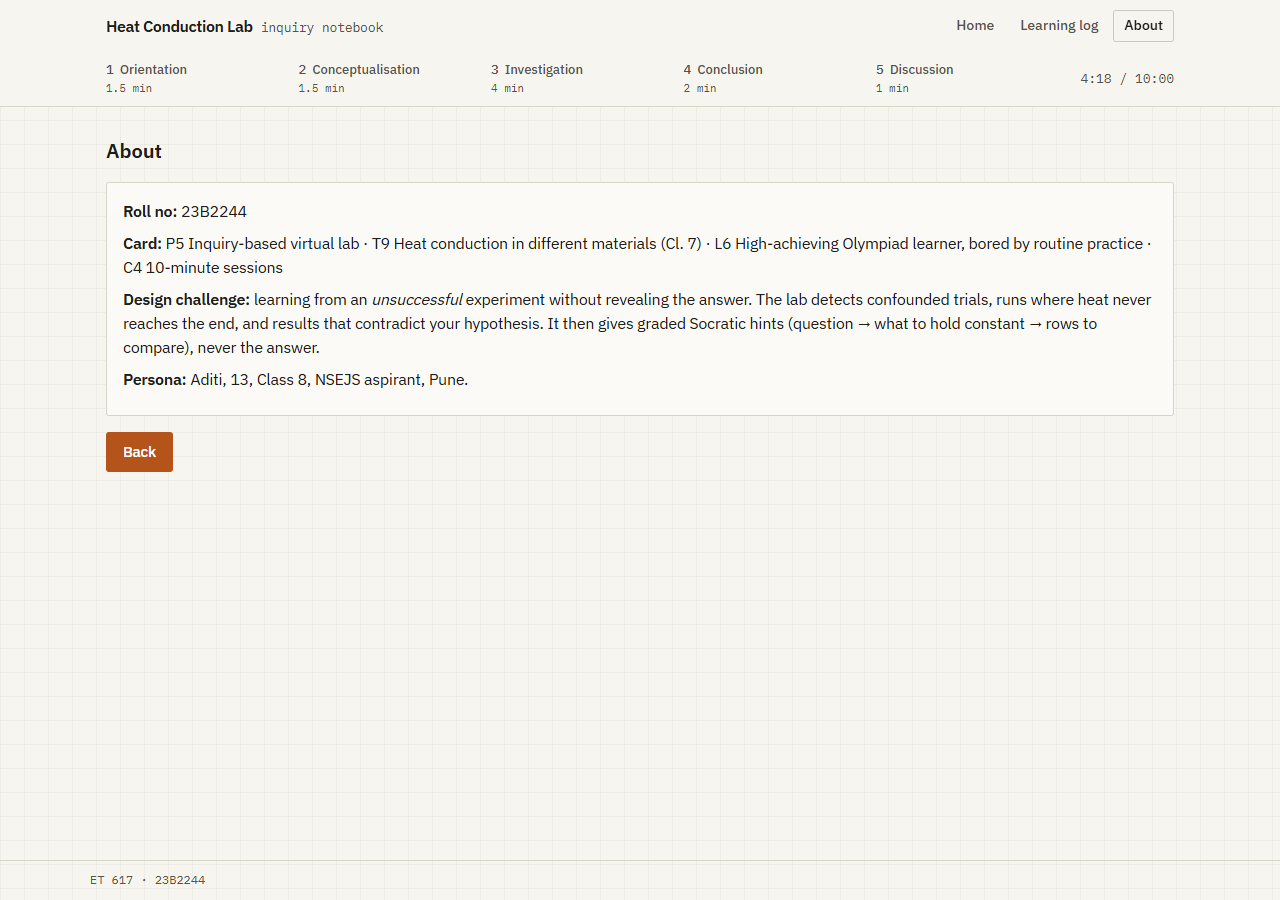 Heat Conduction Lab inquiry notebook
Home Learning log About
1 Orientation
1.5 min
2 Conceptualisation
1.5 min
3 Investigation
4 min
4 Conclusion
2 min
5 Discussion
1 min
4:18 / 10:00
About
Roll no: 23B2244
Card: P5 Inquiry-based virtual lab · T9 Heat conduction in different materials (Cl. 7) · L6 High-achieving Olympiad learner, bored by routine practice ·
C4 10-minute sessions
Design challenge: learning from an unsuccessful experiment without revealing the answer. The lab detects confounded trials, runs where heat never
reaches the end, and results that contradict your hypothesis. It then gives graded Socratic hints (question → what to hold constant → rows to
compare), never the answer.
Persona: Aditi, 13, Class 8, NSEJS aspirant, Pune.
Back
ET 617 · 23B2244